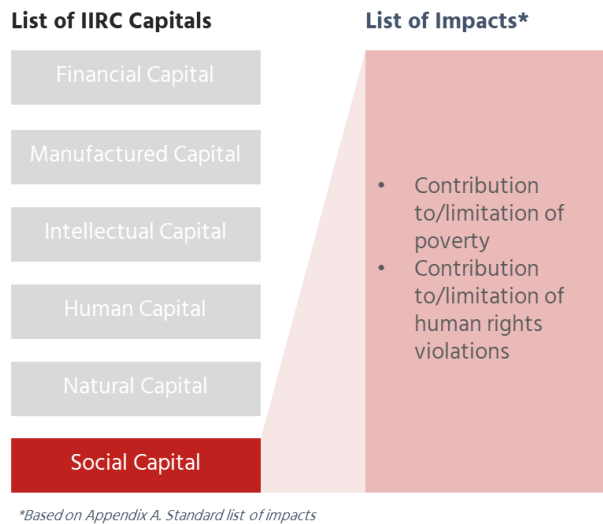 List of IIRC Capitals
List of Impacts*
Financial Capital
Manufactured Capital
Intellectual Capital
Human Capital
Natural Capital
Social Capital
• Contribution
to/limitation of
poverty
• Contribution
to/limitation of
human rights
violations
*Based on Appendix A. Standard list of impacts